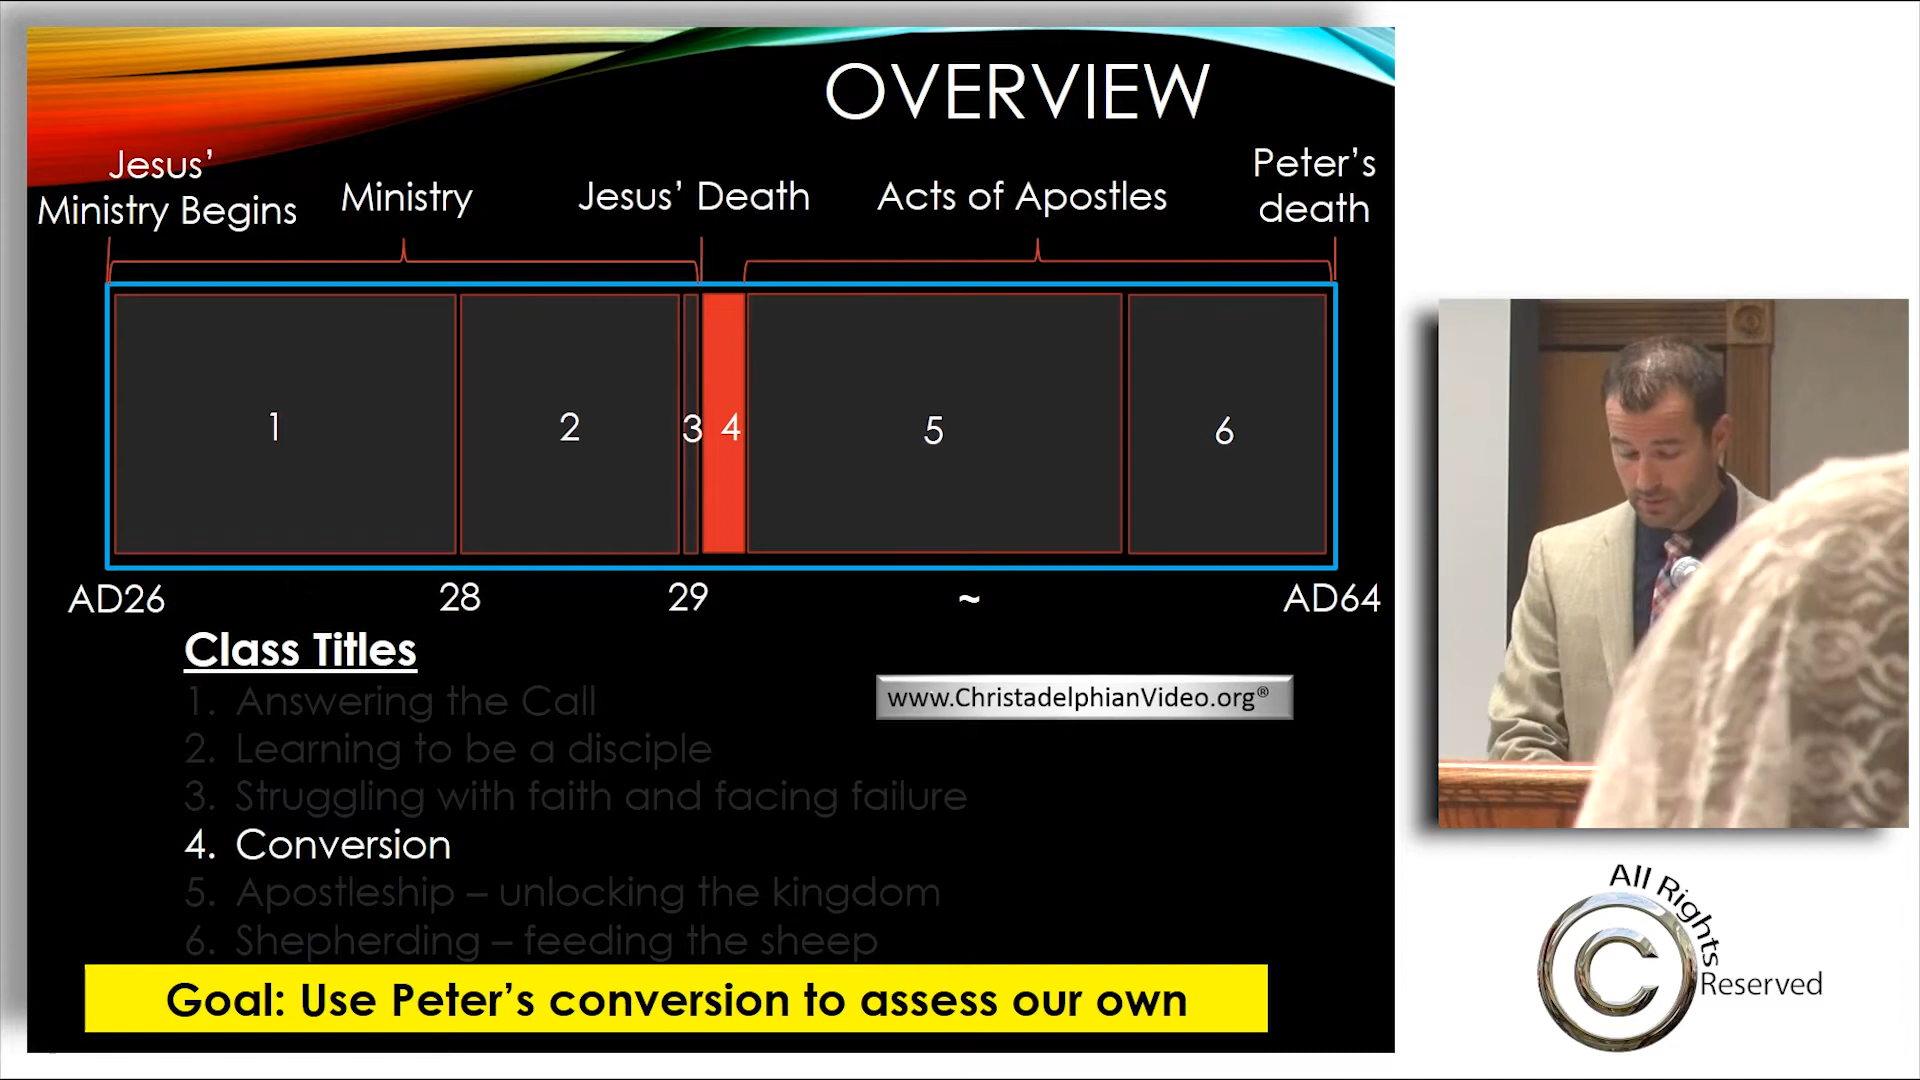 OVERVIEW
Jesus’
Ministry Begins
Ministry
Jesus’ Death
Acts of Apostles
Peter’s
death
1
2
3
4
5
6
AD26
28
29
~
AD64
Class Titles
1. Answering the Call
2. Learning to be a disciple
3. Struggling with faith and facing failure
4. Conversion
5. Apostleship – unlocking the kingdom
6. Shepherding – feeding the sheep
www.ChristadelphianVideo.org®
Goal: Use Peter’s conversion to assess our own
All Rights
Reserved
C